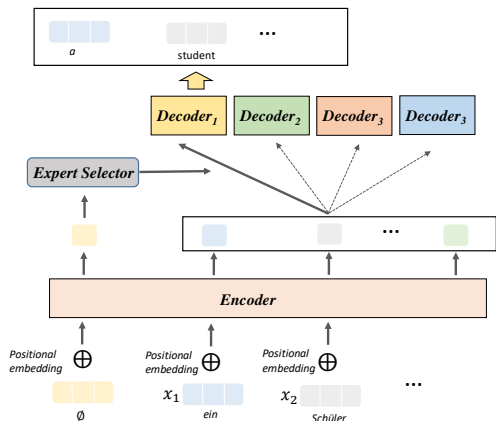 a
student
...
Decoder₁ Decoder₂ Decoder₃ Decoder₃
Expert Selector
...
Encoder
Positional
embedding
Positional
embedding
Positional
embedding
x₁
x₂
...
∅
ein
Schüler